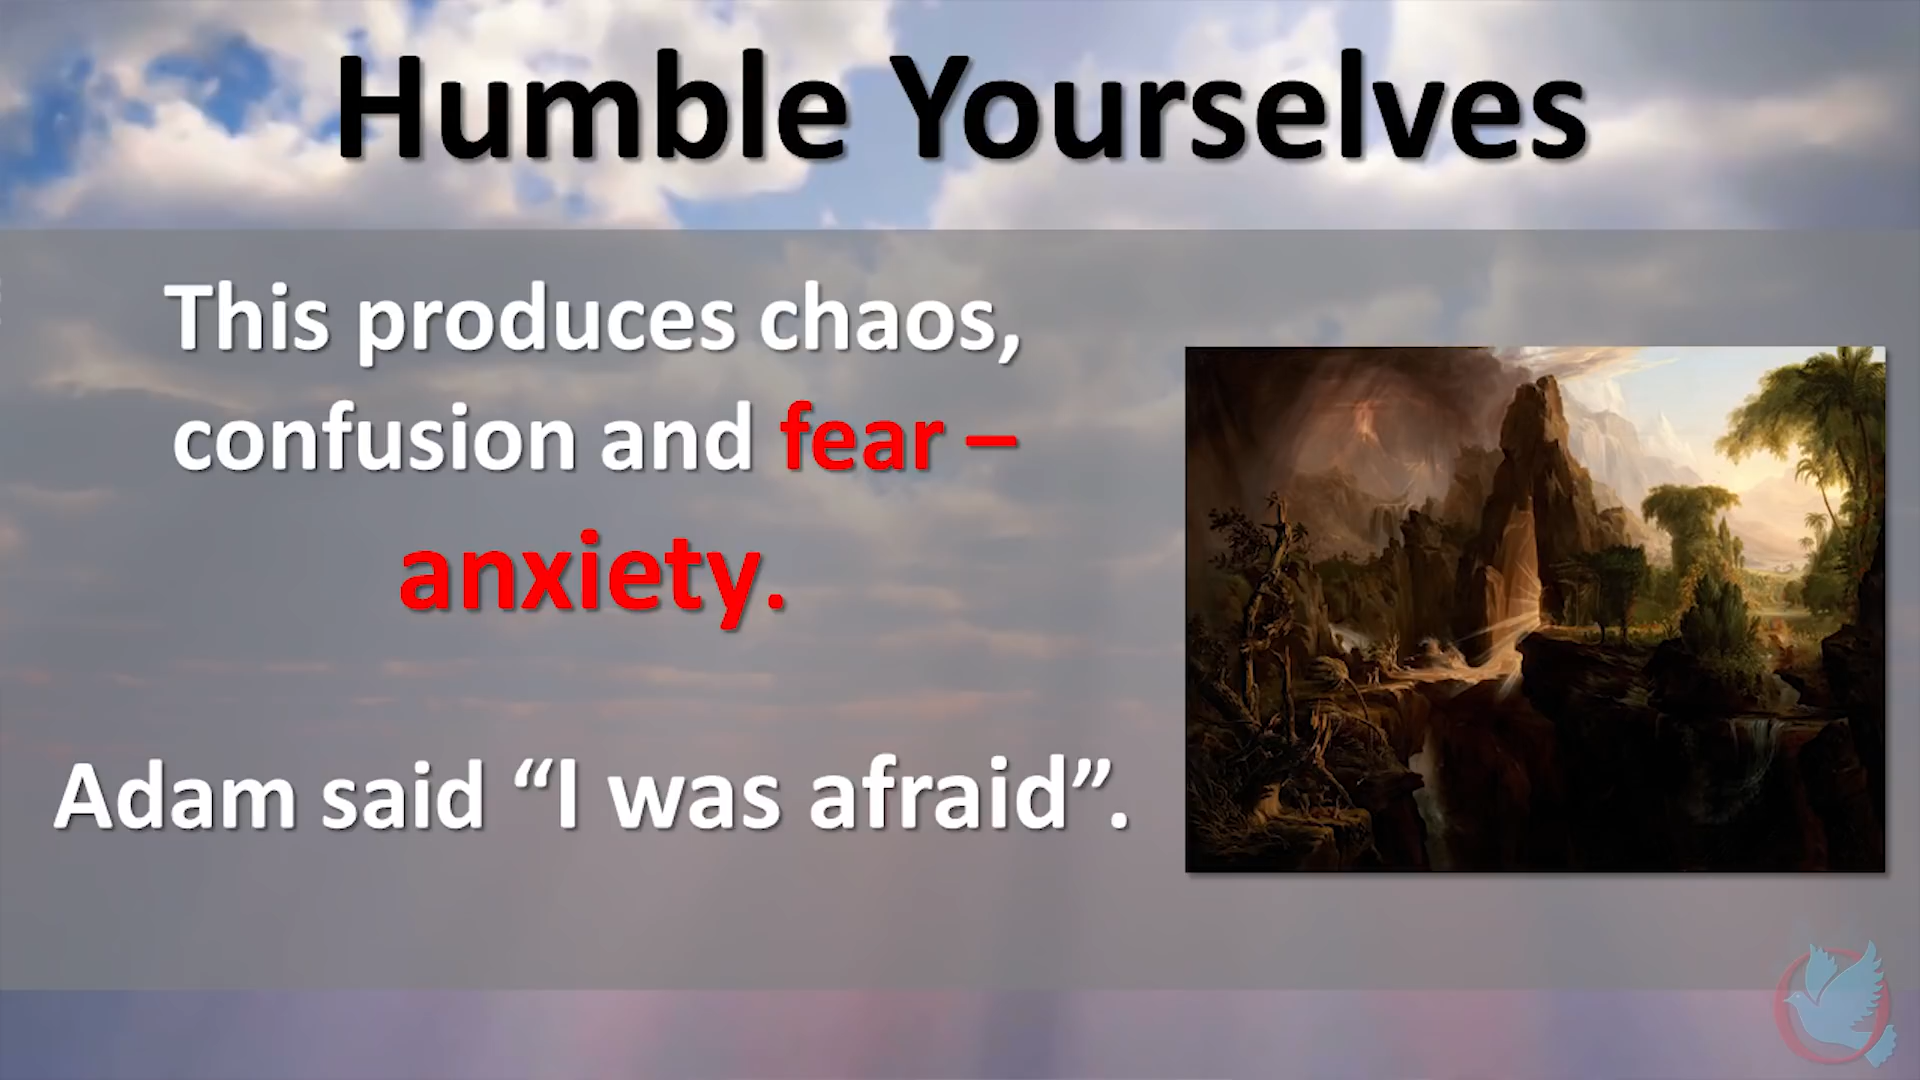 Humble Yourselves
This produces chaos,
confusion and fear –
anxiety.
Adam said “I was afraid”.